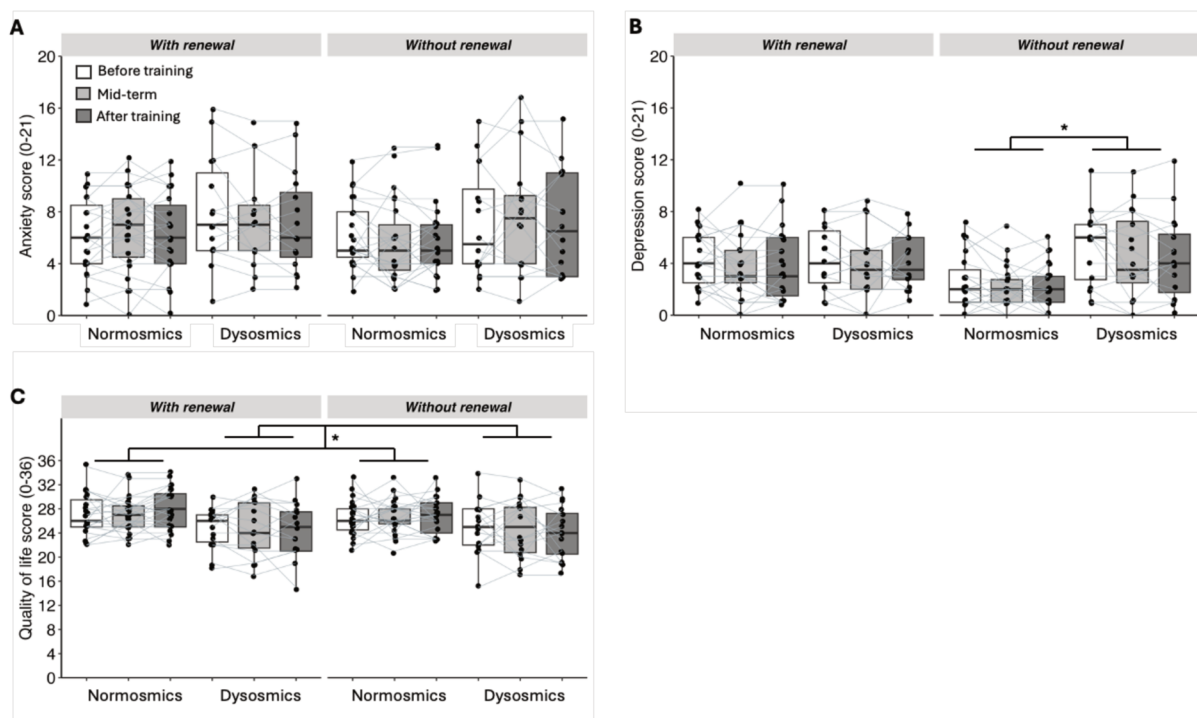 A
With renewal Without renewal
20
16
12
8
4
0
Anxiety score (0-21)
Before training
Mid-term
After training
Normosmics Dysosmics Normosmics Dysosmics
B
With renewal Without renewal
20
16
12
8
4
0
Depression score (0-21)
*
Normosmics Dysosmics Normosmics Dysosmics
C
With renewal Without renewal
*
36
32
28
24
20
16
12
8
4
0
Quality of life score (0-36)
Normosmics Dysosmics Normosmics Dysosmics